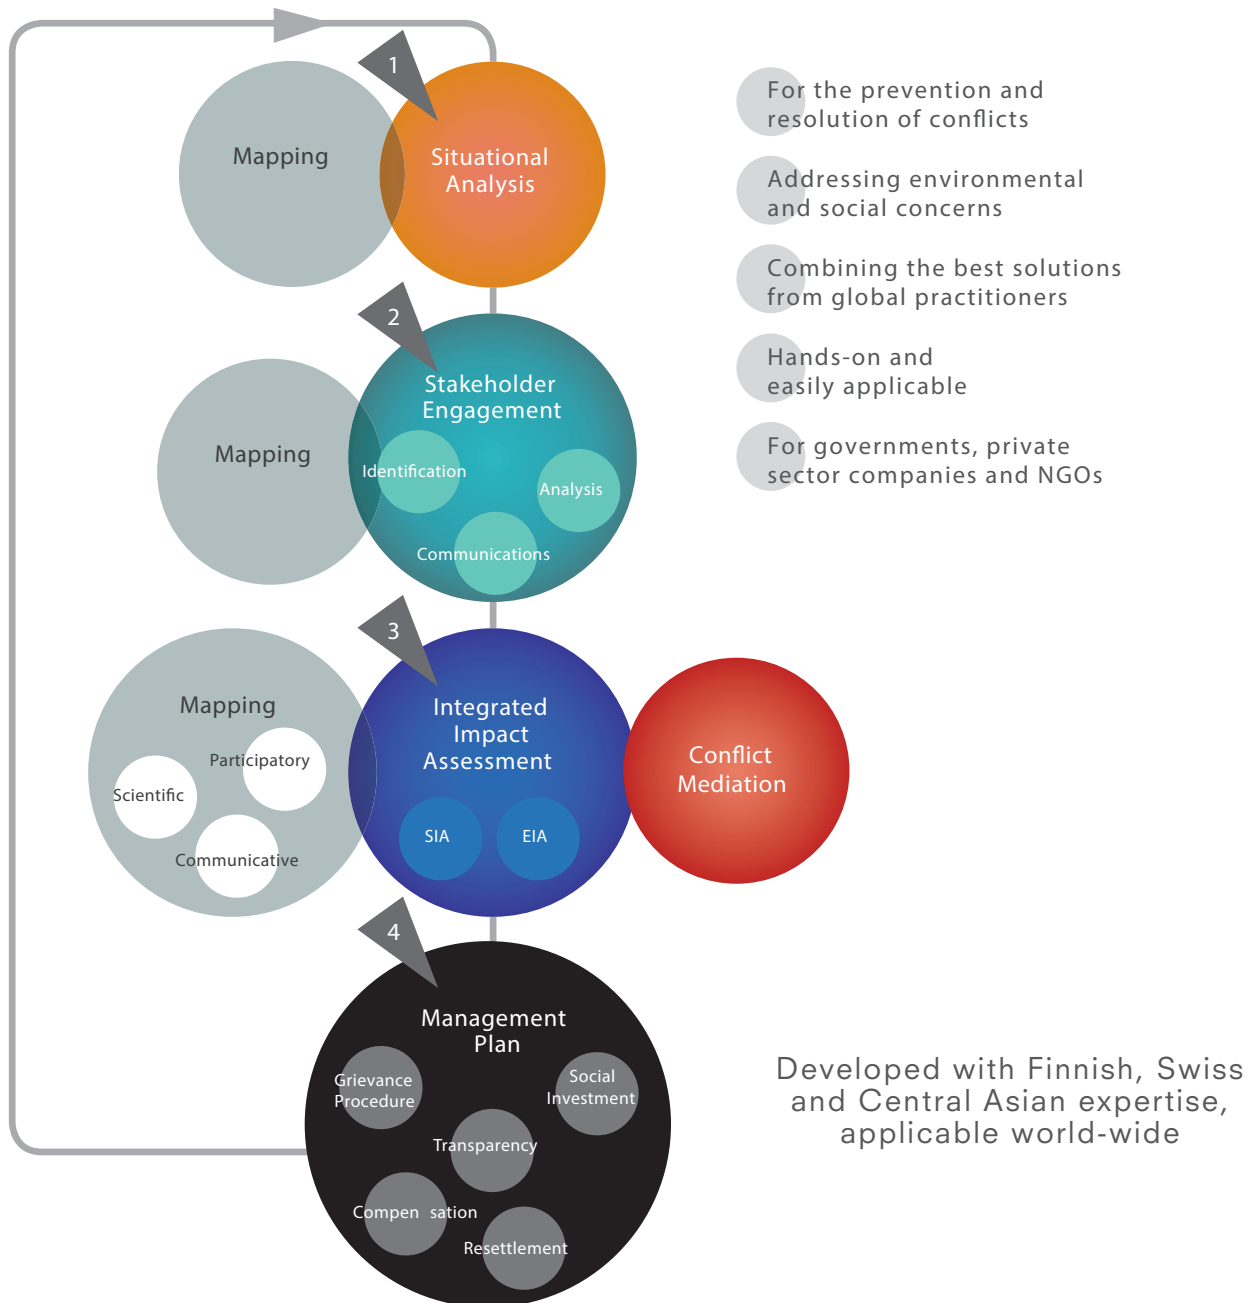 1
Mapping
Situational
Analysis
2
Stakeholder
Engagement
Mapping
Identification
Analysis
Communications
3
Mapping
Participatory
Scientific
Communicative
Integrated
Impact
Assessment
SIA
EIA
Conflict
Mediation
4
Management
Plan
Grievance
Procedure
Social
Investment
Transparency
Compen sation
Resettlement
For the prevention and
resolution of conflicts
Addressing environmental
and social concerns
Combining the best solutions
from global practitioners
Hands-on and
easily applicable
For governments, private
sector companies and NGOs
Developed with Finnish, Swiss
and Central Asian expertise,
applicable world-wide